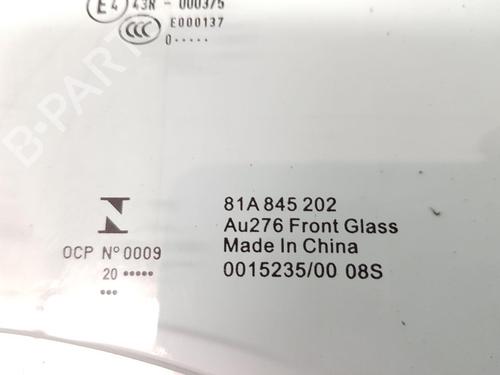 E4 43R - 000375
CCC E000137
0·····
81A 845 202
Au276 Front Glass
Made In China
0015235/00 08S
N
OCP Nº 0009
20 ·····
···
B-PARTS